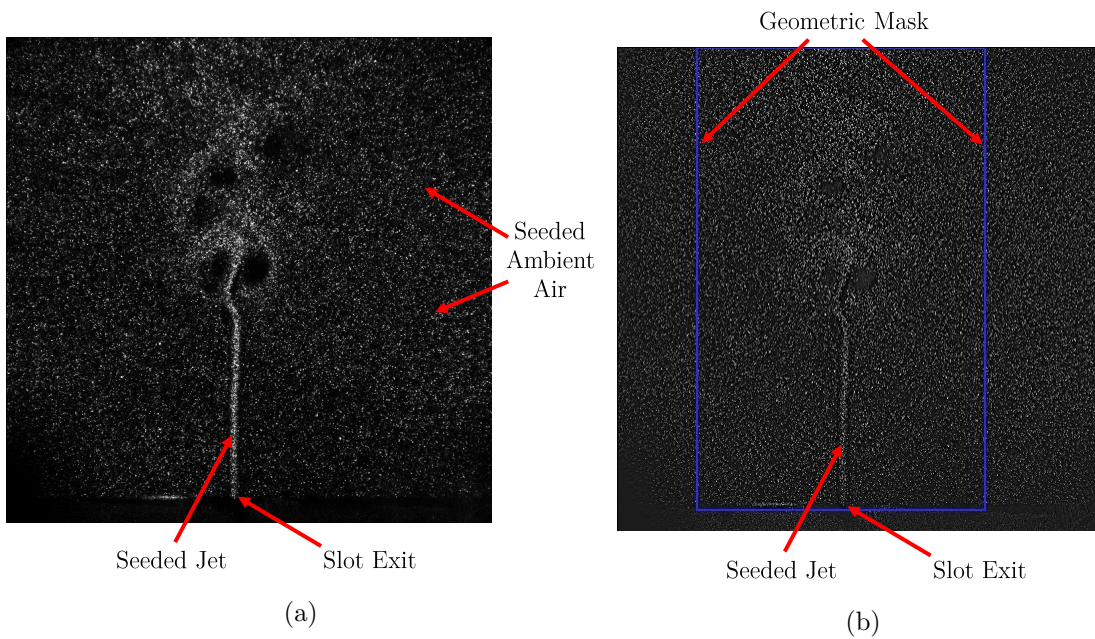 Geometric Mask
Seeded
Ambient
Air
Seeded Jet
Slot Exit
(a)
Seeded Jet
Slot Exit
(b)